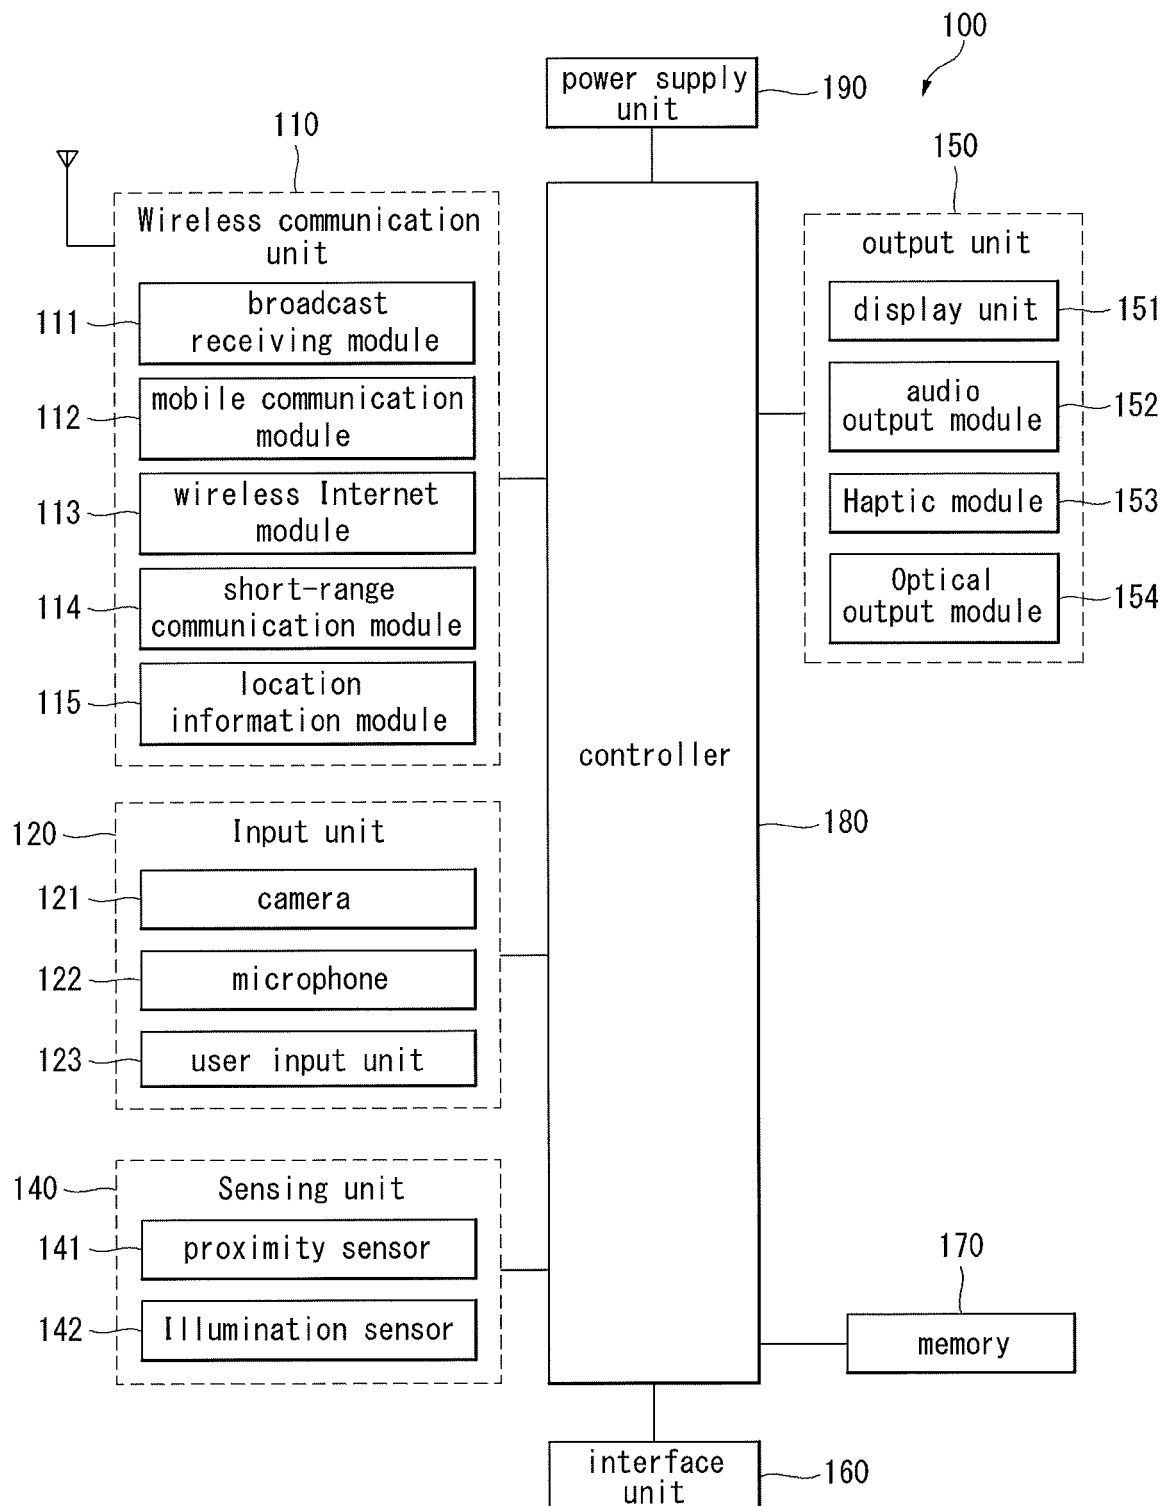 100
power supply
unit
190
110
150
Wireless communication
unit
output unit
111
broadcast
receiving module
display unit
151
112
mobile communication
module
audio
output module
152
113
wireless Internet
module
Haptic module
153
114
short-range
communication module
Optical
output module
154
115
location
information module
controller
180
120
Input unit
121
camera
122
microphone
123
user input unit
140
Sensing unit
141
proximity sensor
170
142
Illumination sensor
memory
interface
unit
160